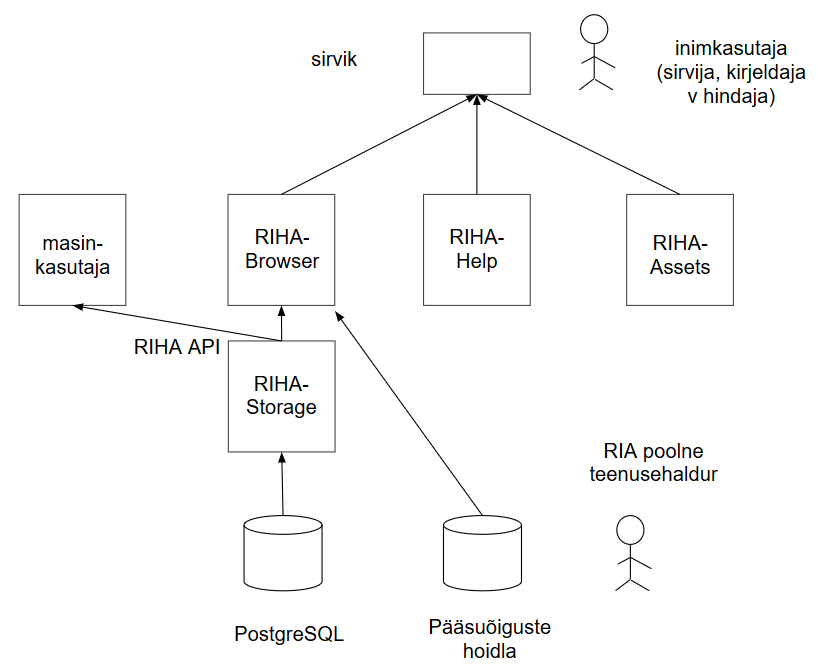 sirvik
inimkasutaja
(sirvija, kirjeldaja
v hindaja)
masin-
kasutaja
RIHA-
Browser
RIHA-
Help
RIHA-
Assets
RIHA API
RIHA-
Storage
RIA poolne
teenusehaldur
PostgreSQL
Pääsuõiguste
hoidla